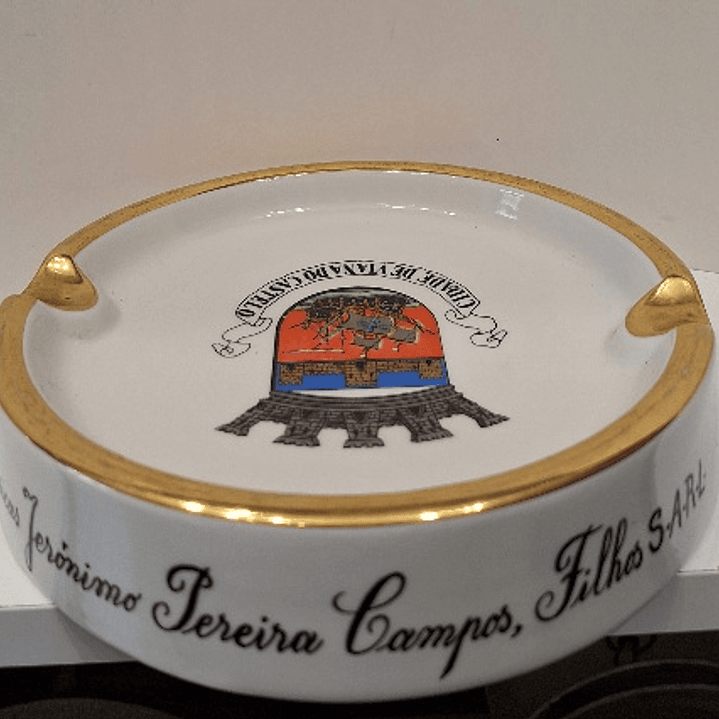 CIDADE DE VIANA DO CASTELO
Jerónimo Pereira Campos, Filhos S.A.R.L.